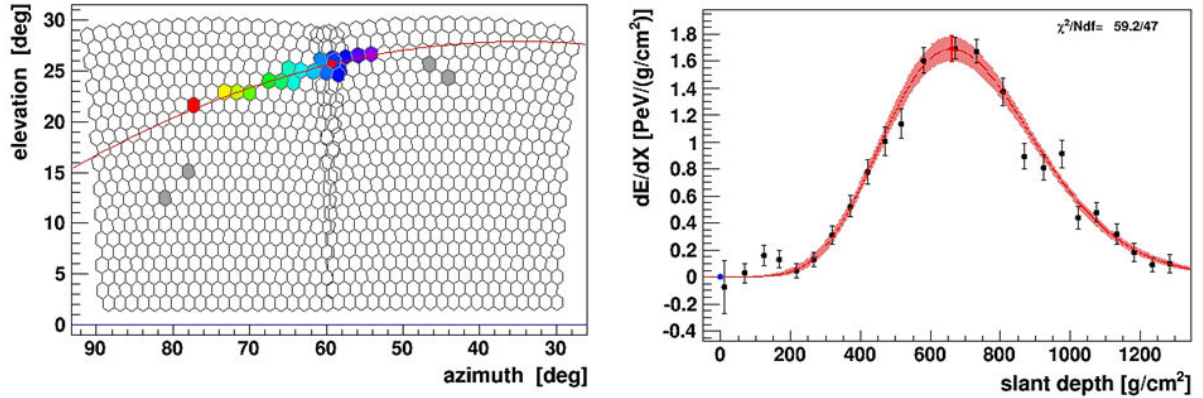 elevation [deg]
30
25
20
15
10
5
0
90 80 70 60 50 40 30
azimuth [deg]
dE/dX [PeV/(g/cm²)]
χ²/Ndf= 59.2/47
1.8
1.6
1.4
1.2
1
0.8
0.6
0.4
0.2
0
-0.2
-0.4
0 200 400 600 800 1000 1200
slant depth [g/cm²]